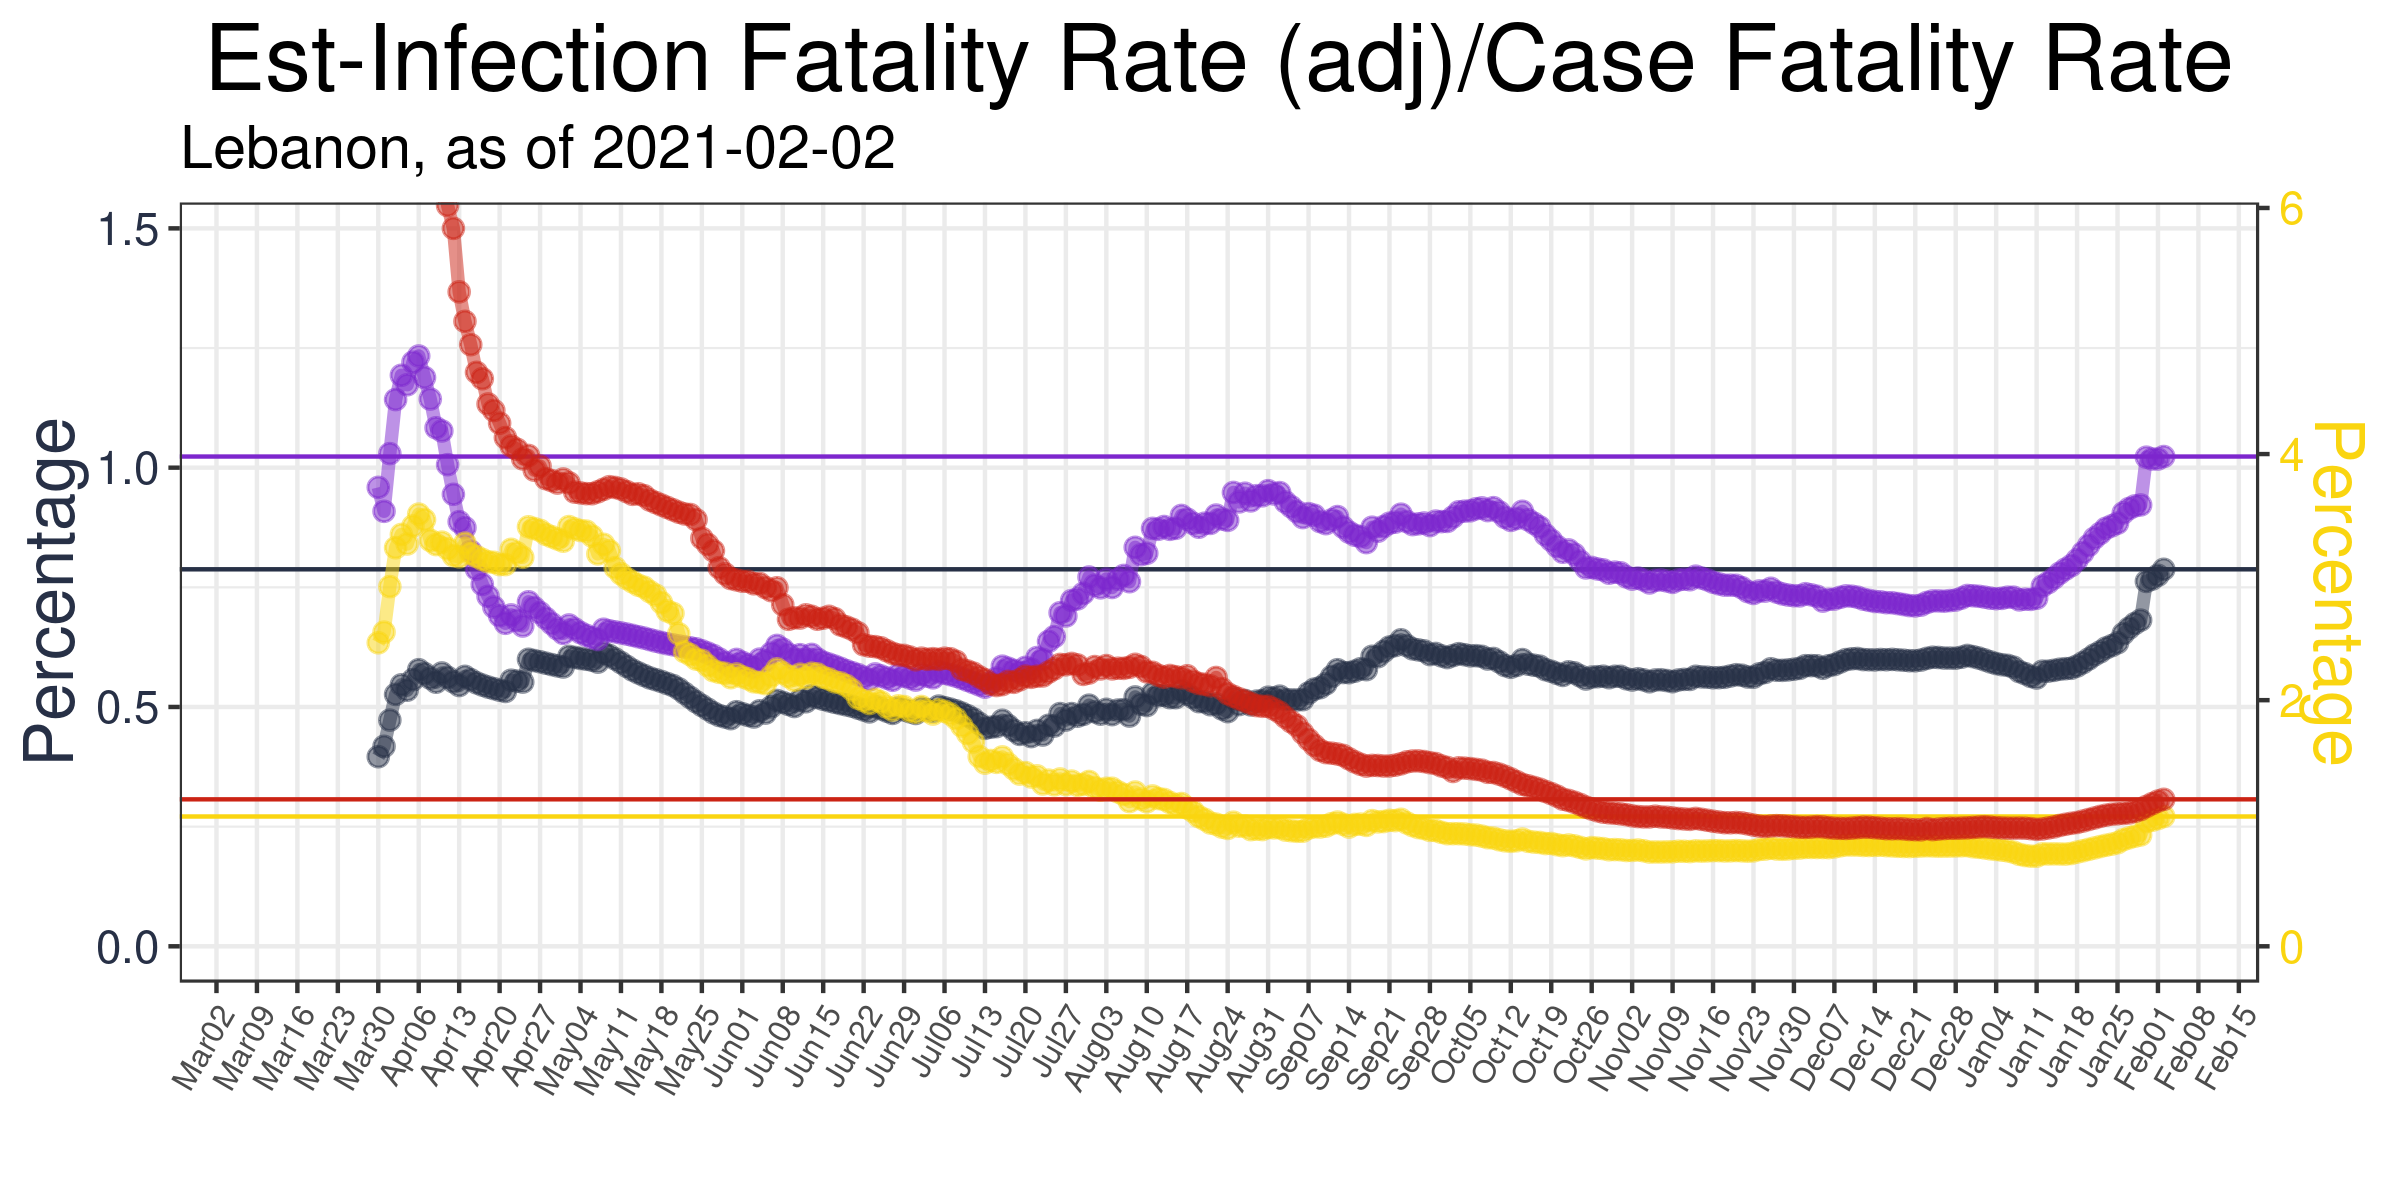 Est-Infection Fatality Rate (adj)/Case Fatality Rate
Lebanon, as of 2021-02-02
Percentage
1.5
1.0
0.5
0.0
6
4
2
0
Percentage
Mar02 Mar09 Mar16 Mar23 Mar30 Apr06 Apr13 Apr20 Apr27 May04 May11 May18 May25 Jun01 Jun08 Jun15 Jun22 Jun29 Jul06 Jul13 Jul20 Jul27 Aug03 Aug10 Aug17 Aug24 Aug31 Sep07 Sep14 Sep21 Sep28 Oct05 Oct12 Oct19 Oct26 Nov02 Nov09 Nov16 Nov23 Nov30 Dec07 Dec14 Dec21 Dec28 Jan04 Jan11 Jan18 Jan25 Feb01 Feb08 Feb15